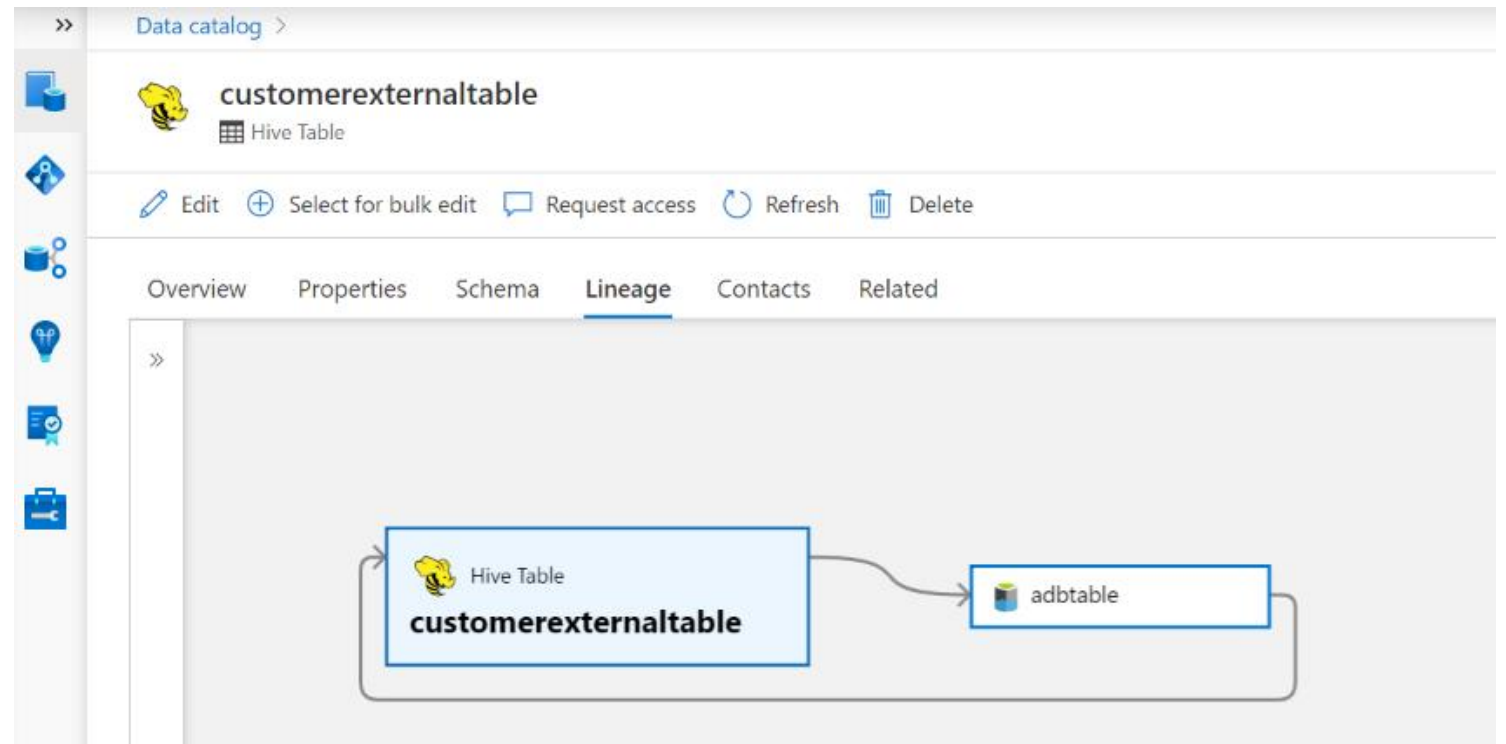 Data catalog >
customerexternaltable
Hive Table
Edit Select for bulk edit Request access Refresh Delete
Overview Properties Schema Lineage Contacts Related
Hive Table
customerexternaltable
adbtable